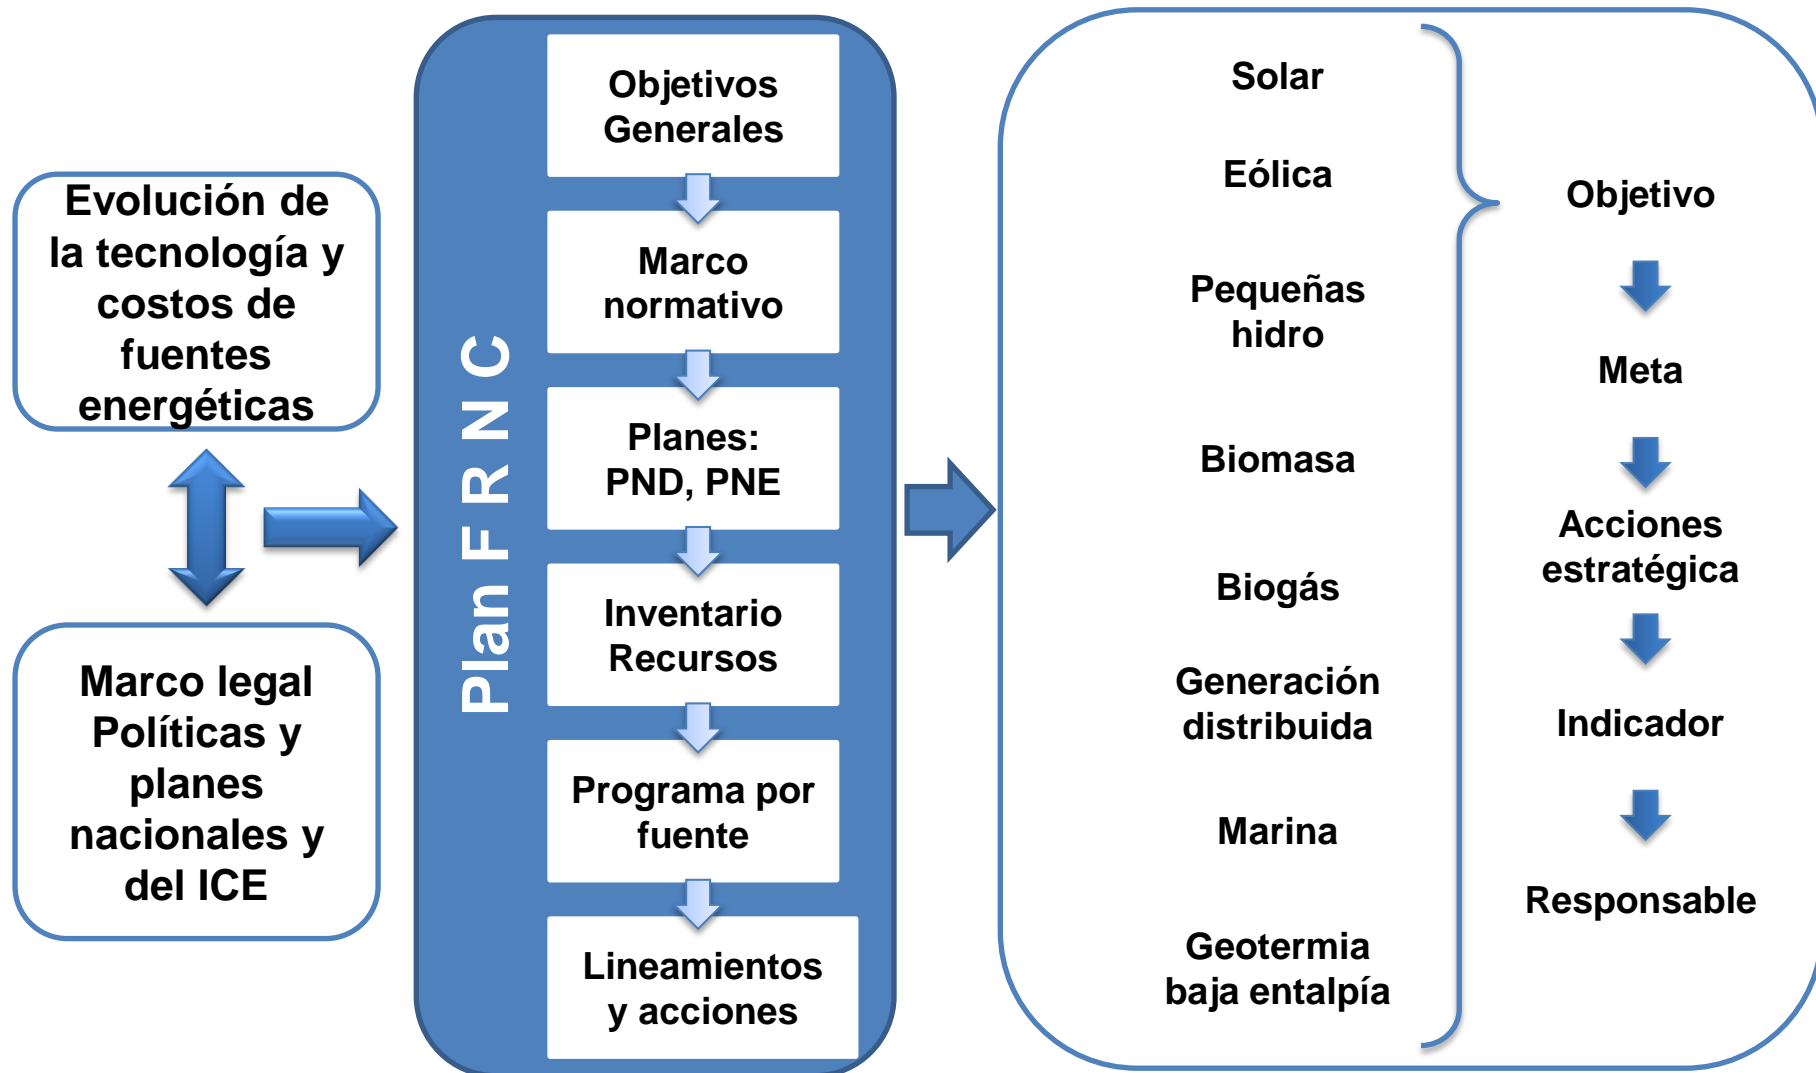 Evolución de
la tecnología y
costos de
fuentes
energéticas
Marco legal
Políticas y
planes
nacionales y
del ICE
Plan F R N C
Objetivos
Generales
Marco
normativo
Planes:
PND, PNE
Inventario
Recursos
Programa por
fuente
Lineamientos
y acciones
Solar
Eólica
Pequeñas
hidro
Biomasa
Biogás
Generación
distribuida
Marina
Geotermia
baja entalpía
Objetivo
Meta
Acciones
estratégica
Indicador
Responsable